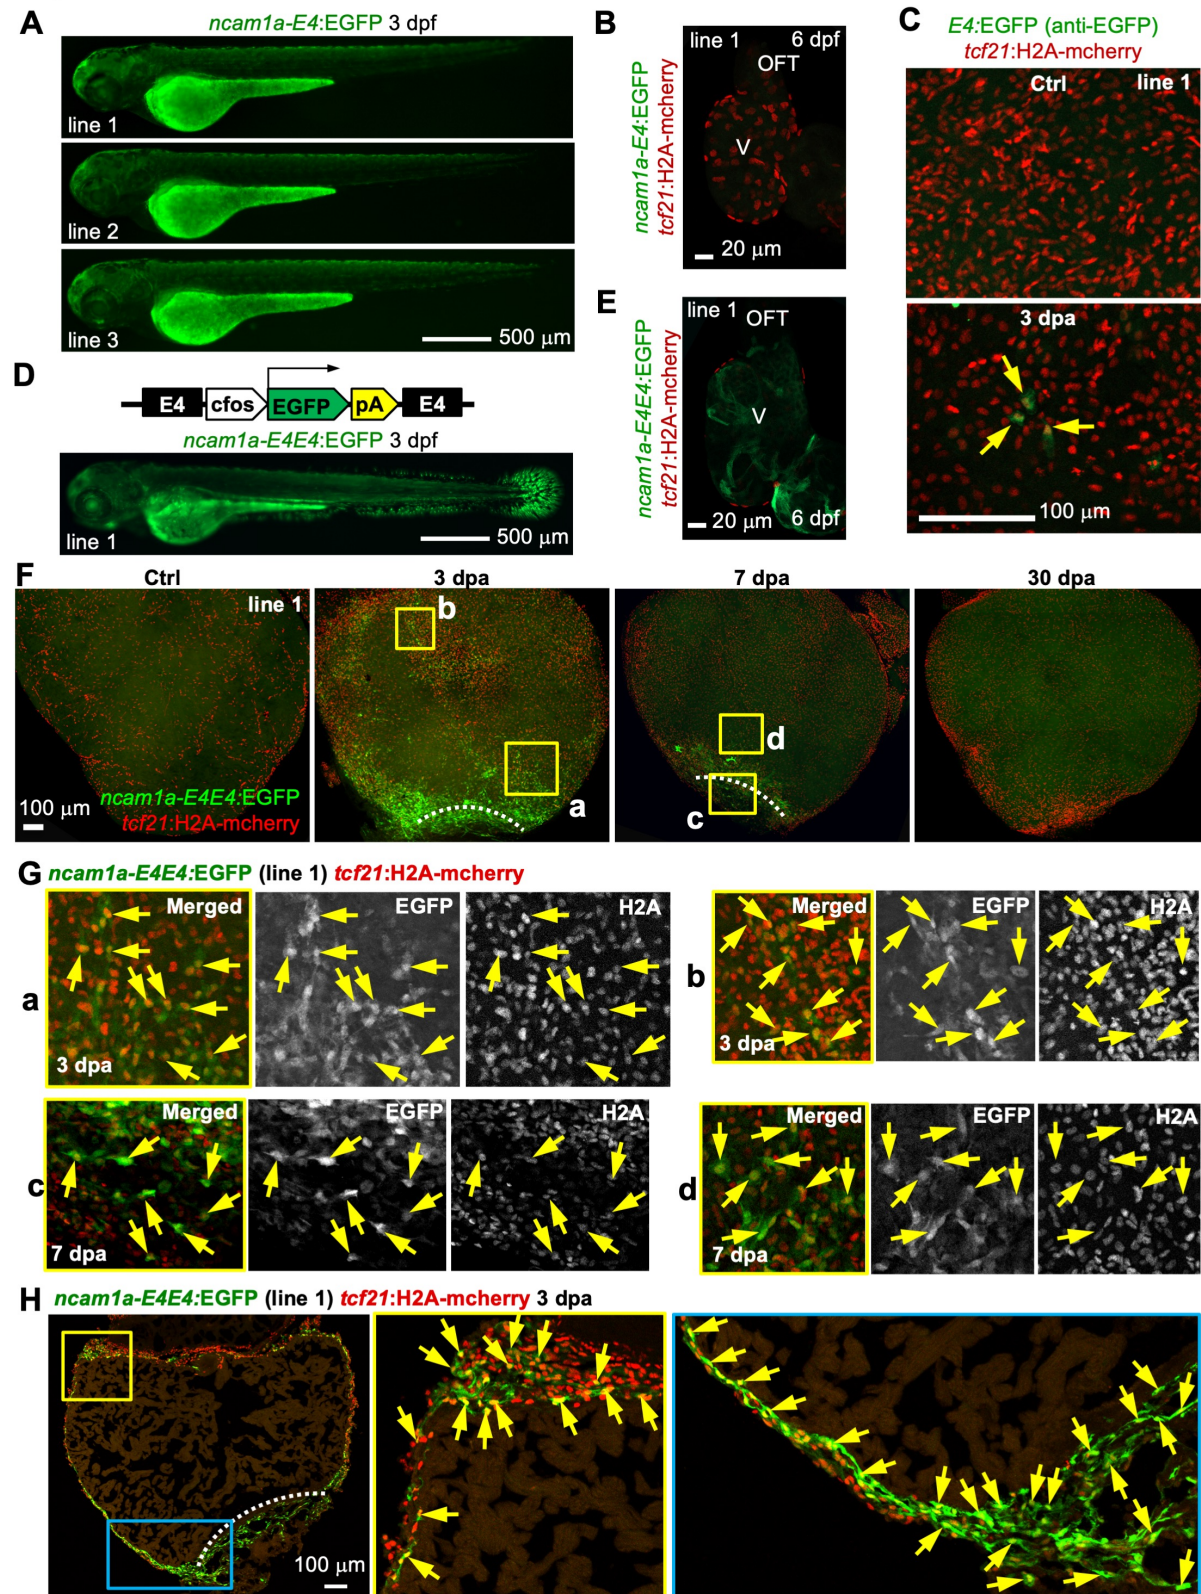 A
ncam1a-E4:EGFP 3 dpf
line 1
line 2
line 3
500 μm
B
ncam1a-E4:EGFP
tcf21:H2A-mcherry
line 1
6 dpf
OFT
V
20 μm
C
E4:EGFP (anti-EGFP)
tcf21:H2A-mcherry
Ctrl
line 1
3 dpa
100 μm
D
E4
cfos
EGFP
pA
E4
ncam1a-E4E4:EGFP 3 dpf
line 1
500 μm
E
ncam1a-E4E4:EGFP
tcf21:H2A-mcherry
line 1
OFT
V
20 μm
6 dpf
F
Ctrl
3 dpa
7 dpa
30 dpa
line 1
b
a
d
c
100 μm
ncam1a-E4E4:EGFP
tcf21:H2A-mcherry
G
ncam1a-E4E4:EGFP (line 1) tcf21:H2A-mcherry
a
Merged
EGFP
H2A
3 dpa
b
Merged
EGFP
H2A
3 dpa
c
Merged
EGFP
H2A
7 dpa
d
Merged
EGFP
H2A
7 dpa
H
ncam1a-E4E4:EGFP (line 1) tcf21:H2A-mcherry 3 dpa
100 μm